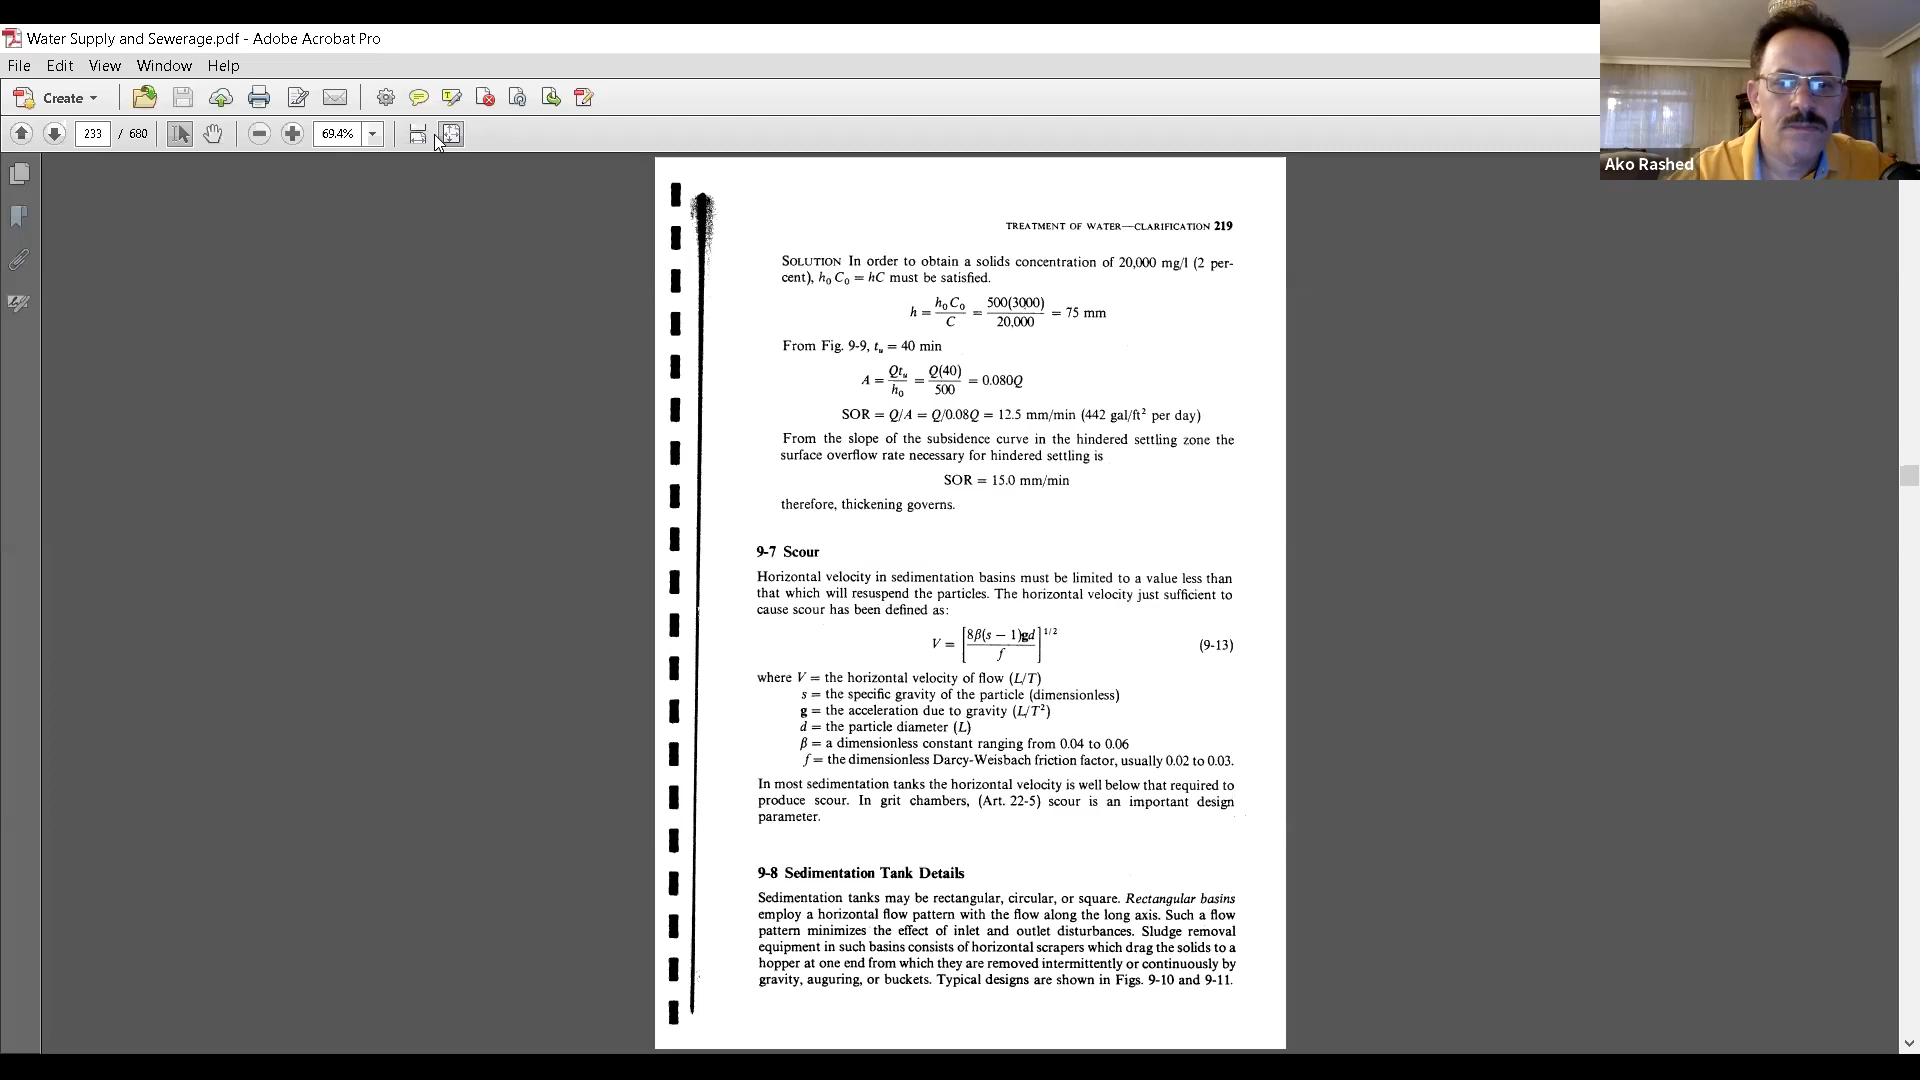 Water Supply and Sewerage.pdf - Adobe Acrobat Pro
File Edit View Window Help
Create
233 / 680 69.4%
Ako Rashed
TREATMENT OF WATER—CLARIFICATION 219
SOLUTION In order to obtain a solids concentration of 20,000 mg/l (2 per-
cent), h₀ C₀ = hC must be satisfied.
h = h₀ C₀ / C = 500(3000) / 20,000 = 75 mm
From Fig. 9-9, tᵤ = 40 min
A = Qtᵤ / h₀ = Q(40) / 500 = 0.080Q
SOR = Q/A = Q/0.08Q = 12.5 mm/min (442 gal/ft² per day)
From the slope of the subsidence curve in the hindered settling zone the
surface overflow rate necessary for hindered settling is
SOR = 15.0 mm/min
therefore, thickening governs.
9-7 Scour
Horizontal velocity in sedimentation basins must be limited to a value less than
that which will resuspend the particles. The horizontal velocity just sufficient to
cause scour has been defined as:
V = [8β(s − 1)gd / f]^1/2 (9-13)
where V = the horizontal velocity of flow (L/T)
s = the specific gravity of the particle (dimensionless)
g = the acceleration due to gravity (L/T²)
d = the particle diameter (L)
β = a dimensionless constant ranging from 0.04 to 0.06
f = the dimensionless Darcy-Weisbach friction factor, usually 0.02 to 0.03.
In most sedimentation tanks the horizontal velocity is well below that required to
produce scour. In grit chambers, (Art. 22-5) scour is an important design
parameter.
9-8 Sedimentation Tank Details
Sedimentation tanks may be rectangular, circular, or square. Rectangular basins
employ a horizontal flow pattern with the flow along the long axis. Such a flow
pattern minimizes the effect of inlet and outlet disturbances. Sludge removal
equipment in such basins consists of horizontal scrapers which drag the solids to a
hopper at one end from which they are removed intermittently or continuously by
gravity, auguring, or buckets. Typical designs are shown in Figs. 9-10 and 9-11.